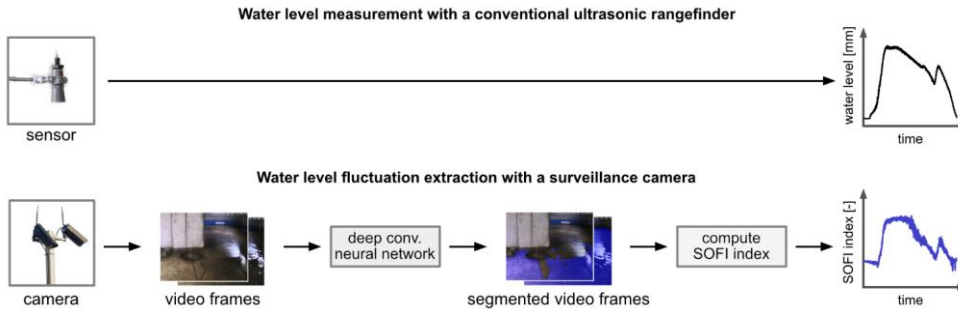 Water level measurement with a conventional ultrasonic rangefinder
sensor
water level [mm]
time
Water level fluctuation extraction with a surveillance camera
camera
video frames
deep conv.
neural network
segmented video frames
compute
SOFI index
SOFI index [-]
time